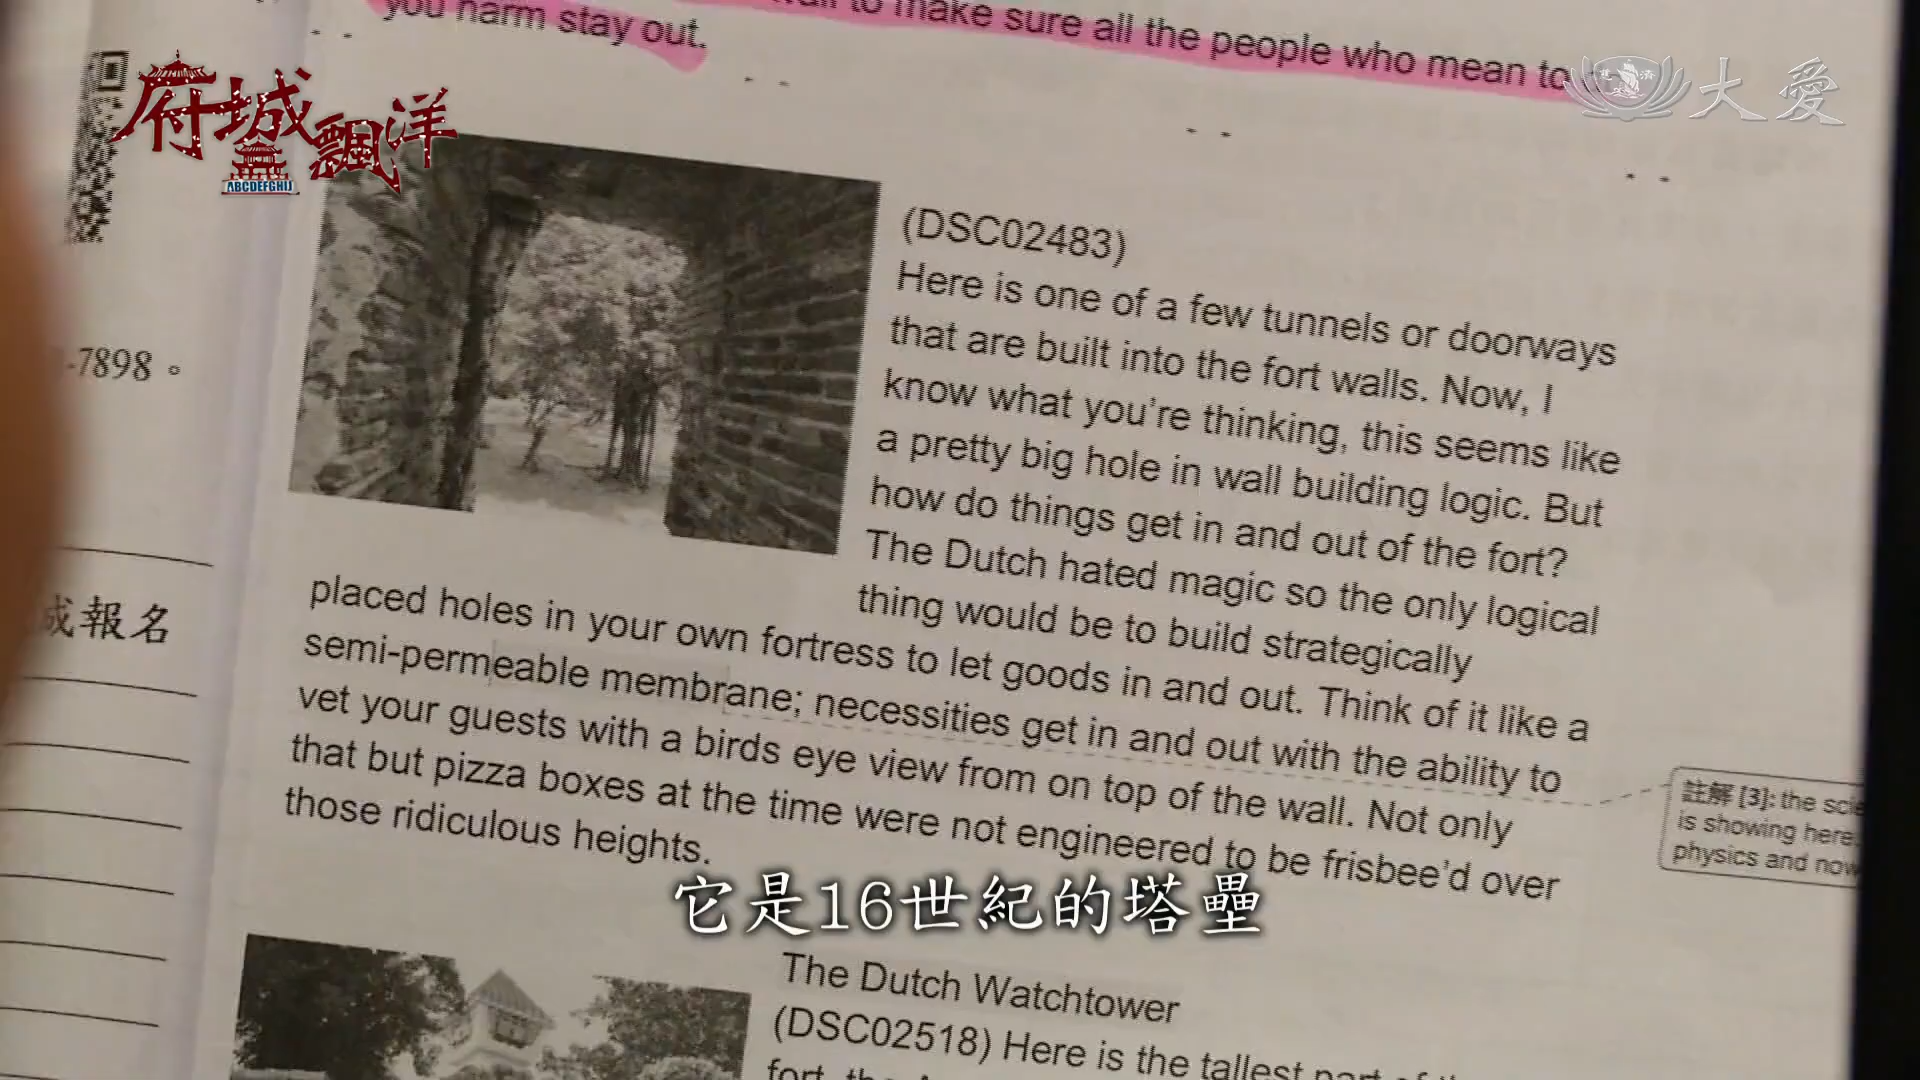 府城飄洋
ABCDEFGHIJ
慈濟
大愛
to make sure all the people who mean to
you harm stay out.
-7898。
報名
(DSC02483)
Here is one of a few tunnels or doorways
that are built into the fort walls. Now, I
know what you're thinking, this seems like
a pretty big hole in wall building logic. But
how do things get in and out of the fort?
The Dutch hated magic so the only logical
thing would be to build strategically
placed holes in your own fortress to let goods in and out. Think of it like a
semi-permeable membrane; necessities get in and out with the ability to
vet your guests with a birds eye view from on top of the wall. Not only
that but pizza boxes at the time were not engineered to be frisbee'd over
those ridiculous heights.
註解 [3]: the
is showing here
physics and now
它是16世紀的塔壘
The Dutch Watchtower
(DSC02518) Here is the tallest part of
fort, the